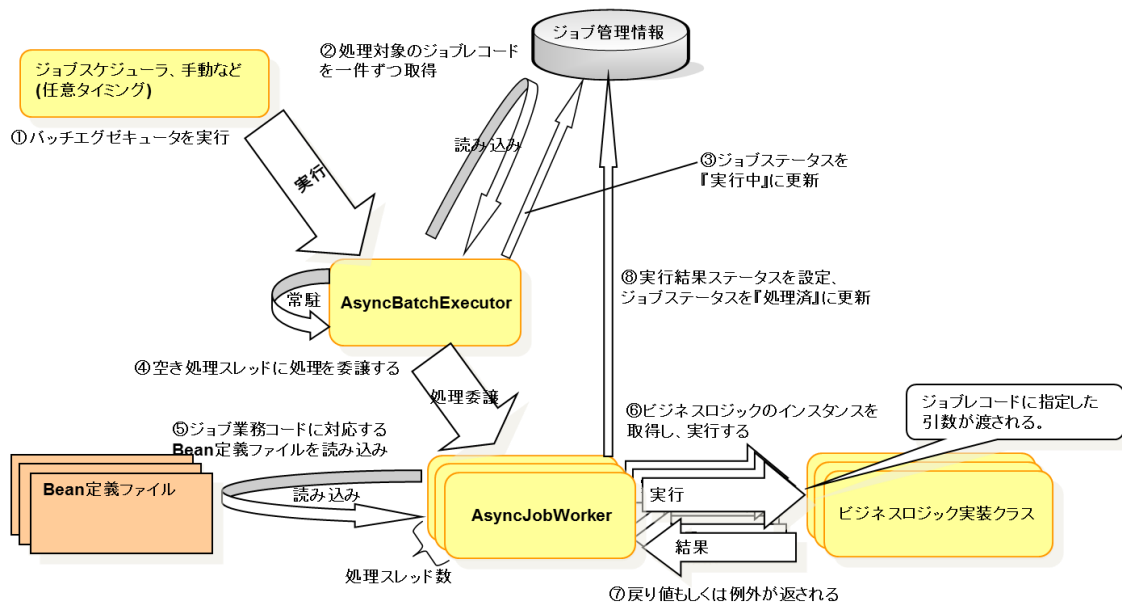 ジョブ管理情報
②処理対象のジョブレコード
を一件ずつ取得
ジョブスケジューラ、手動など
(任意タイミング)
①バッチエグゼキュータを実行
読み込み
実行
③ジョブステータスを
『実行中』に更新
⑧実行結果ステータスを設定、
ジョブステータスを『処理済』に更新
常駐
AsyncBatchExecutor
④空き処理スレッドに処理を委譲する
処理委譲
⑥ビジネスロジックのインスタンスを
取得し、実行する
ジョブレコードに指定した
引数が渡される。
⑤ジョブ業務コードに対応する
Bean定義ファイルを読み込み
Bean定義ファイル
読み込み
実行
AsyncJobWorker
ビジネスロジック実装クラス
結果
処理スレッド数
⑦戻り値もしくは例外が返される